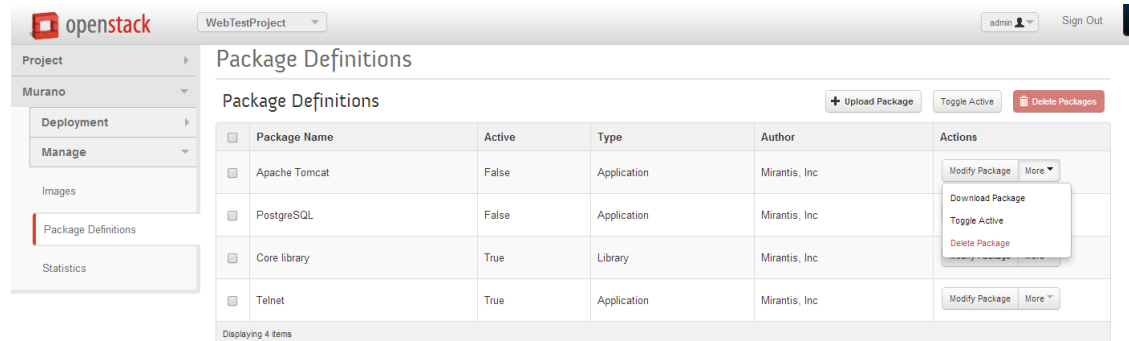 openstack
WebTestProject
admin
Sign Out
Project
Murano
Deployment
Manage
Images
Package Definitions
Statistics
Package Definitions
Package Definitions
Upload Package
Toggle Active
Delete Packages
Package Name Active Type Author Actions
Apache Tomcat False Application Mirantis, Inc Modify Package More
Download Package
Toggle Active
Delete Package
PostgreSQL False Application Mirantis, Inc
Core library True Library Mirantis, Inc Modify Package More
Telnet True Application Mirantis, Inc Modify Package More
Displaying 4 items